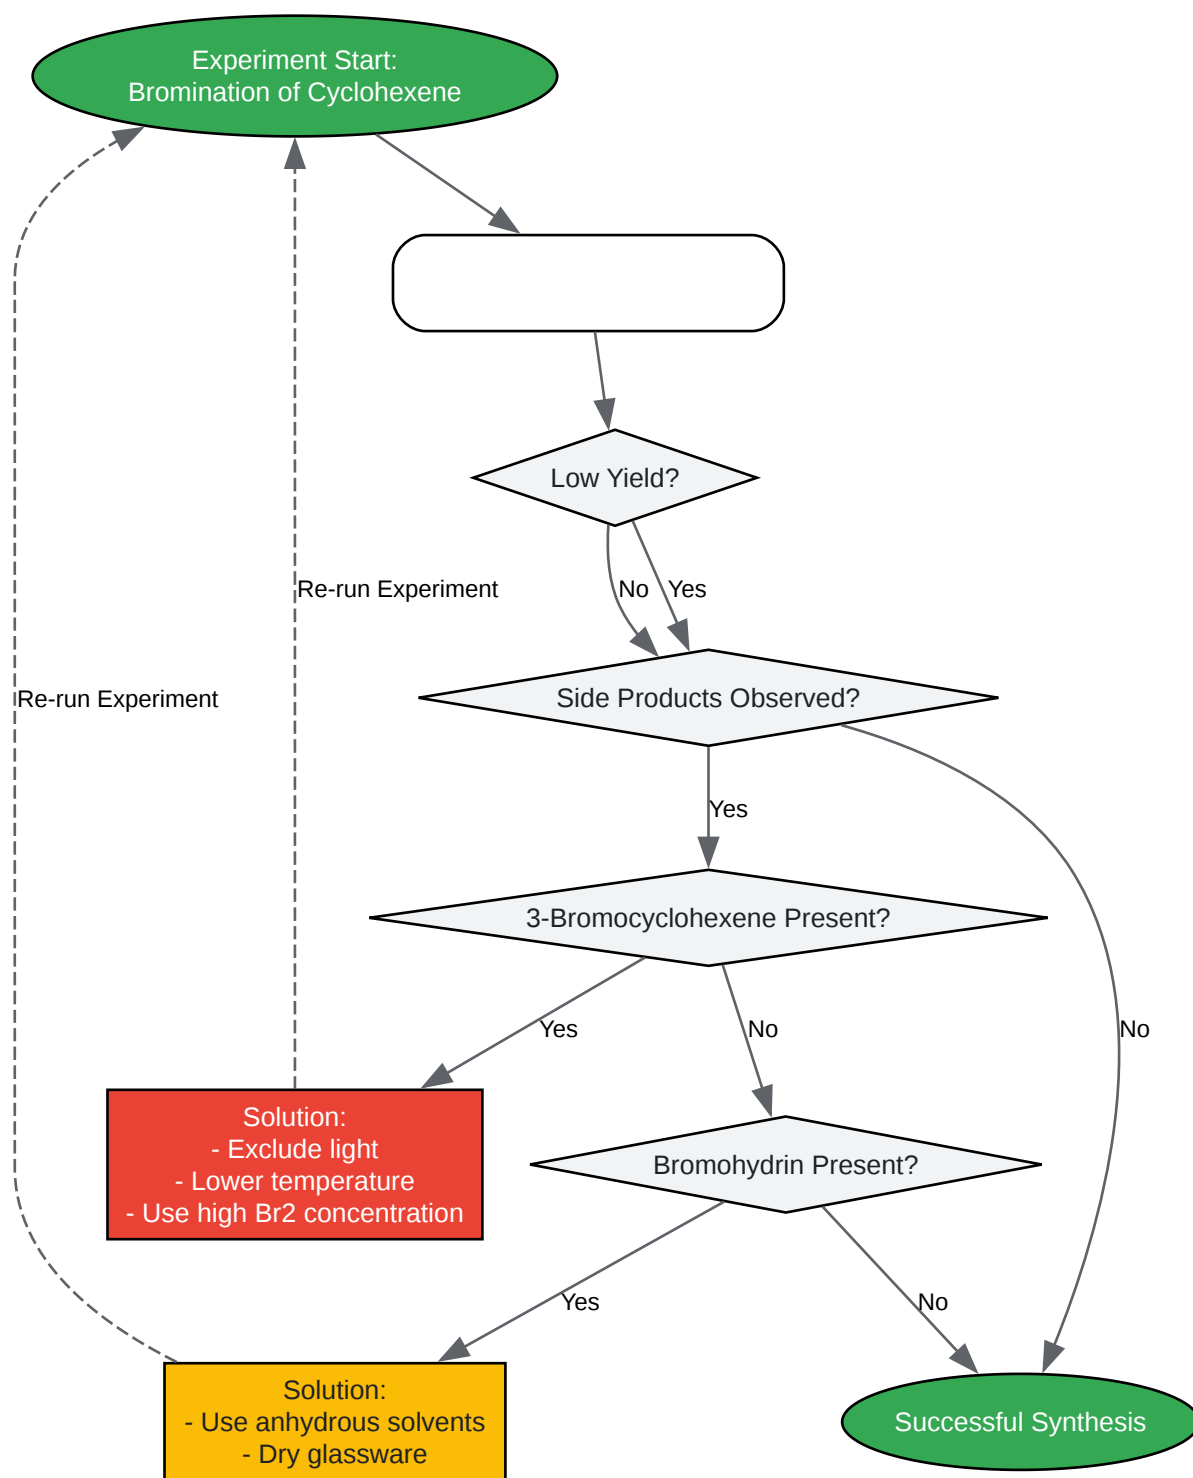 Experiment Start:
Bromination of Cyclohexene
Low Yield?
Re-run Experiment
No
Yes
Re-run Experiment
Side Products Observed?
Yes
3-Bromocyclohexene Present?
Yes
No
No
Solution:
- Exclude light
- Lower temperature
- Use high Br2 concentration
Bromohydrin Present?
Yes
No
Solution:
- Use anhydrous solvents
- Dry glassware
Successful Synthesis